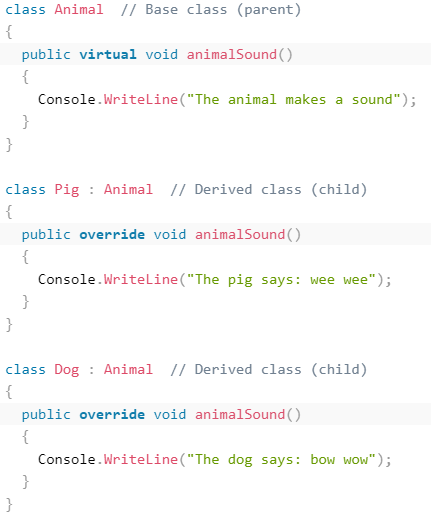 class Animal  // Base class (parent)
{
  public virtual void animalSound()
  {
    Console.WriteLine("The animal makes a sound");
  }
}

class Pig : Animal  // Derived class (child)
{
  public override void animalSound()
  {
    Console.WriteLine("The pig says: wee wee");
  }
}

class Dog : Animal  // Derived class (child)
{
  public override void animalSound()
  {
    Console.WriteLine("The dog says: bow wow");
  }
}